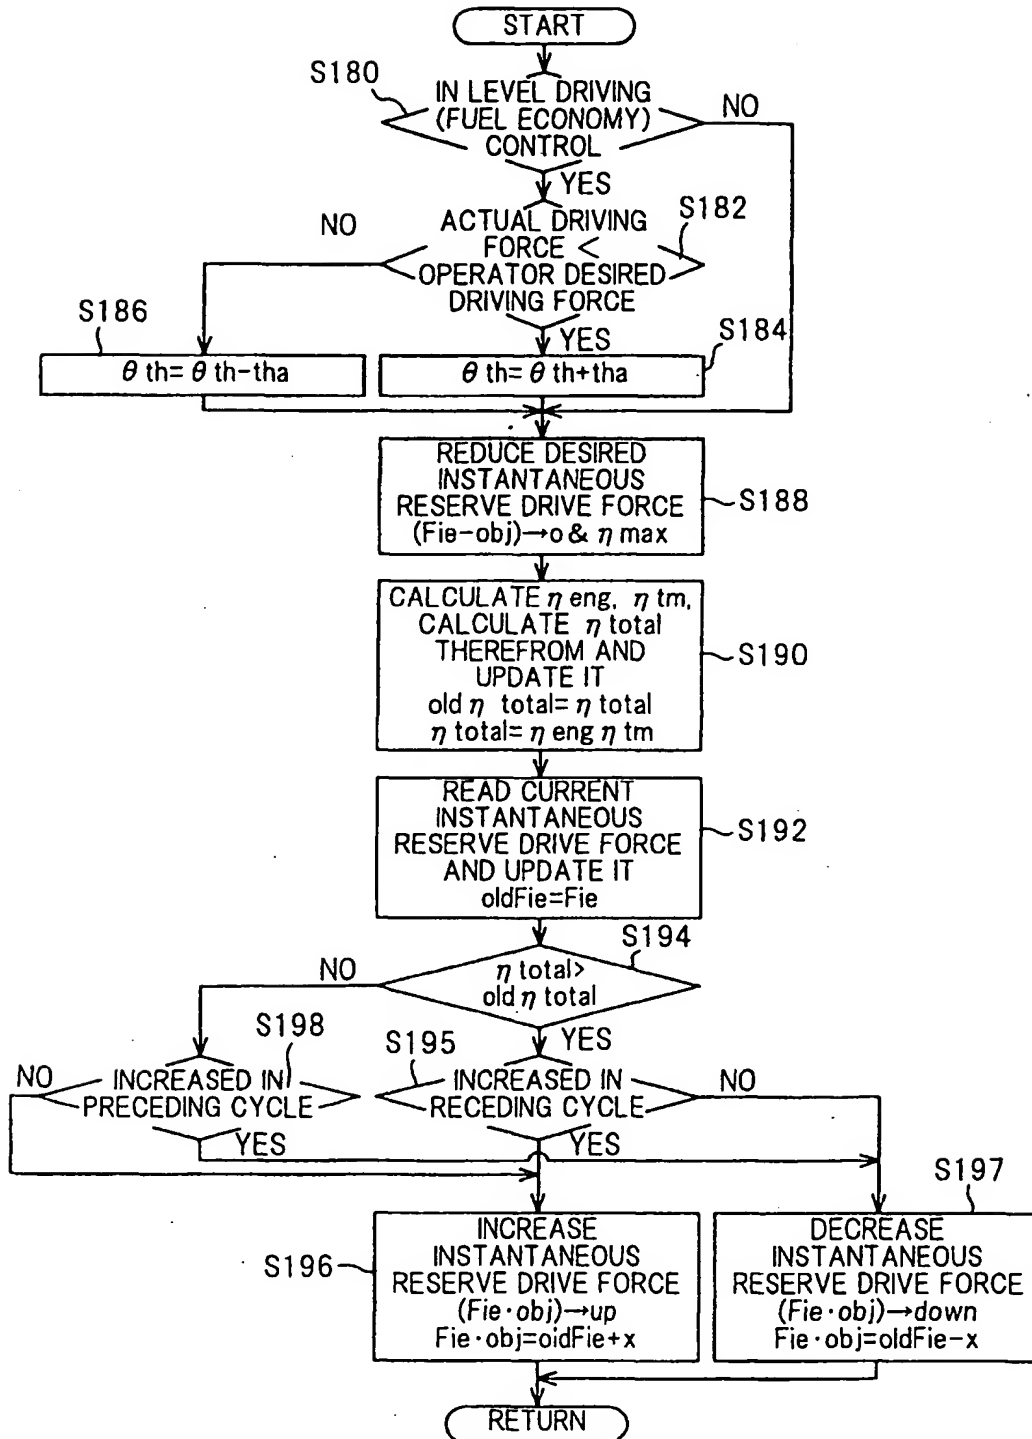 START
S180
IN LEVEL DRIVING
(FUEL ECONOMY)
CONTROL
NO
YES
S182
NO
ACTUAL DRIVING
FORCE <
OPERATOR DESIRED
DRIVING FORCE
S186
YES
S184
θ th= θ th-tha
θ th= θ th+tha
REDUCE DESIRED
INSTANTANEOUS
RESERVE DRIVE FORCE
(Fie-obj)→o & η max
S188
CALCULATE η eng, η tm,
CALCULATE η total
THEREFROM AND
UPDATE IT
old η total= η total
η total= η eng η tm
S190
READ CURRENT
INSTANTANEOUS
RESERVE DRIVE FORCE
AND UPDATE IT
oldFie=Fie
S192
S194
NO
η total>
old η total
YES
S198
S195
NO
INCREASED IN
PRECEDING CYCLE
YES
INCREASED IN
RECEDING CYCLE
NO
YES
S197
S196
INCREASE
INSTANTANEOUS
RESERVE DRIVE FORCE
(Fie·obj)→up
Fie·obj=oidFie+x
DECREASE
INSTANTANEOUS
RESERVE DRIVE FORCE
(Fie·obj)→down
Fie·obj=oldFie-x
RETURN